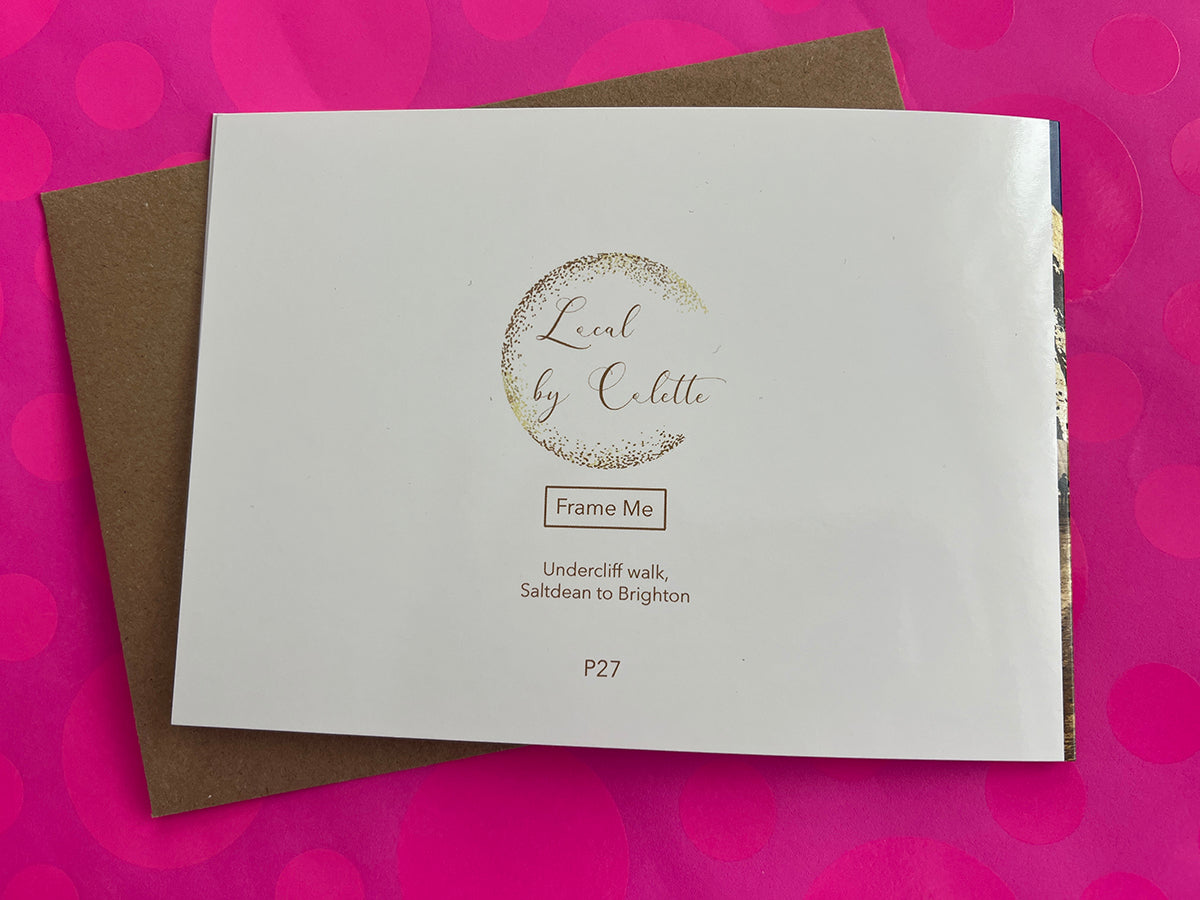 Local
by Colette
Frame Me
Undercliff walk,
Saltdean to Brighton
P27